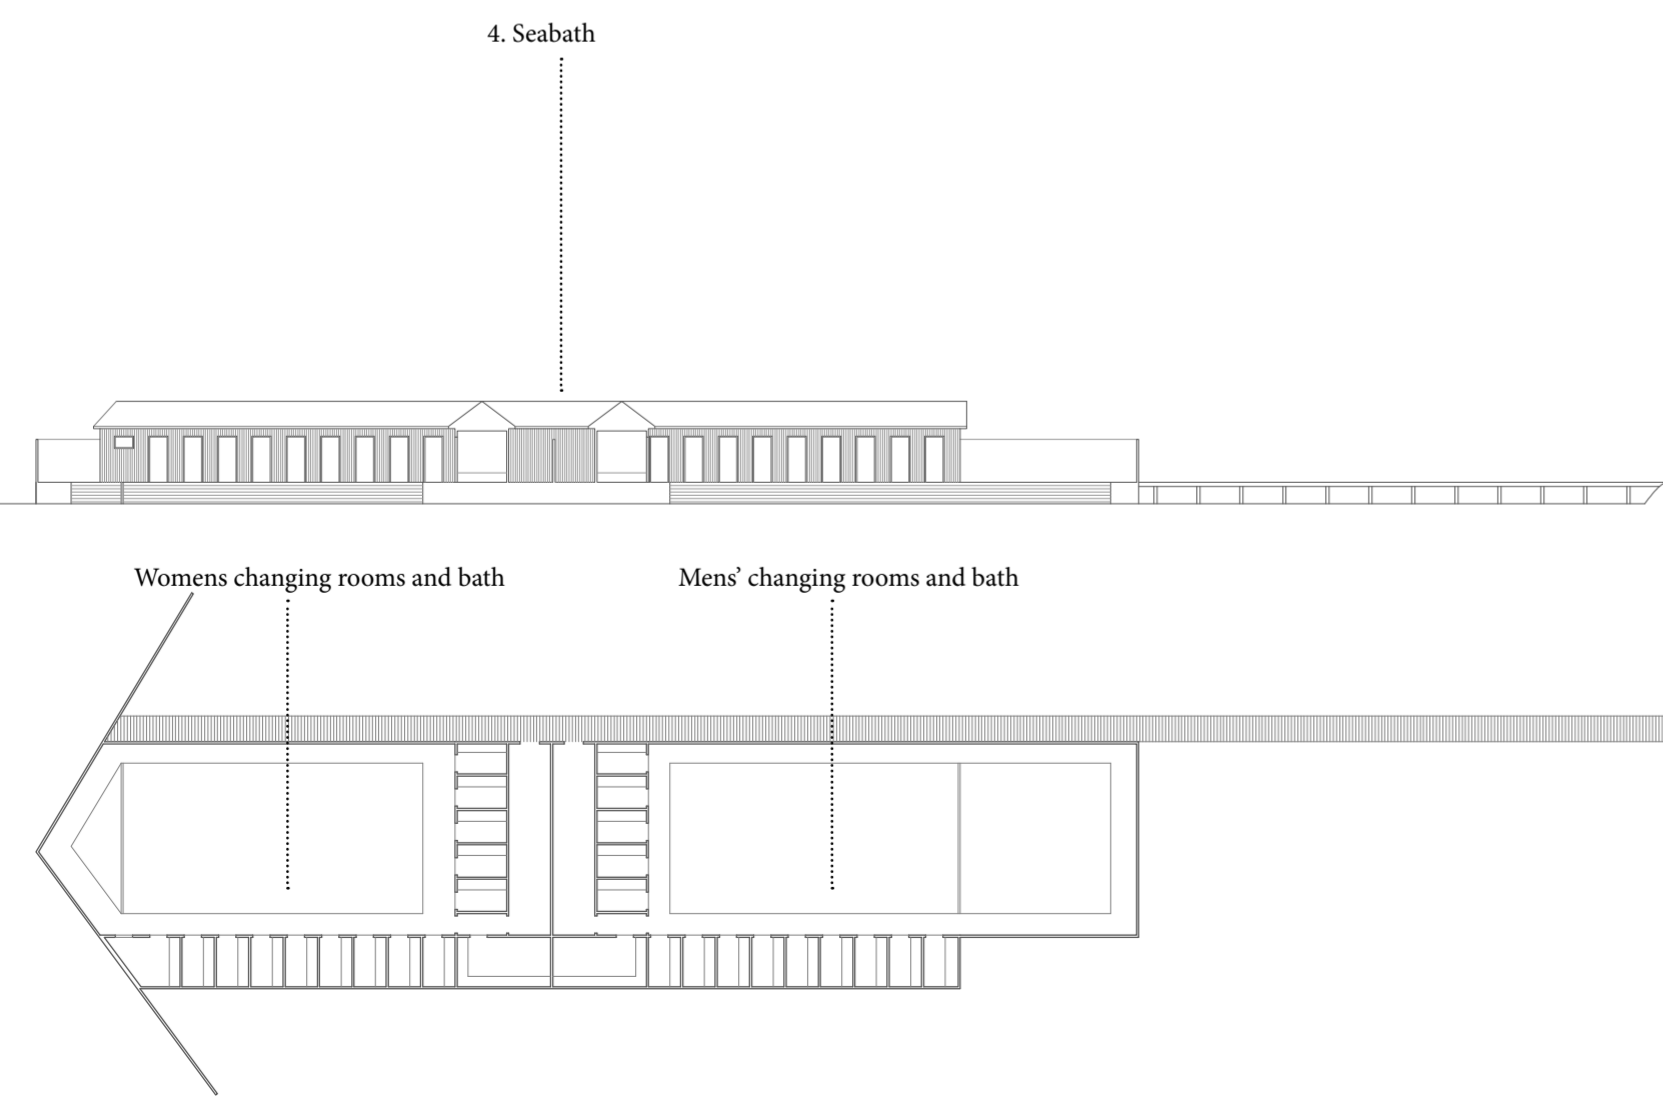 4. Seabath
Womens changing rooms and bath
Mens’ changing rooms and bath